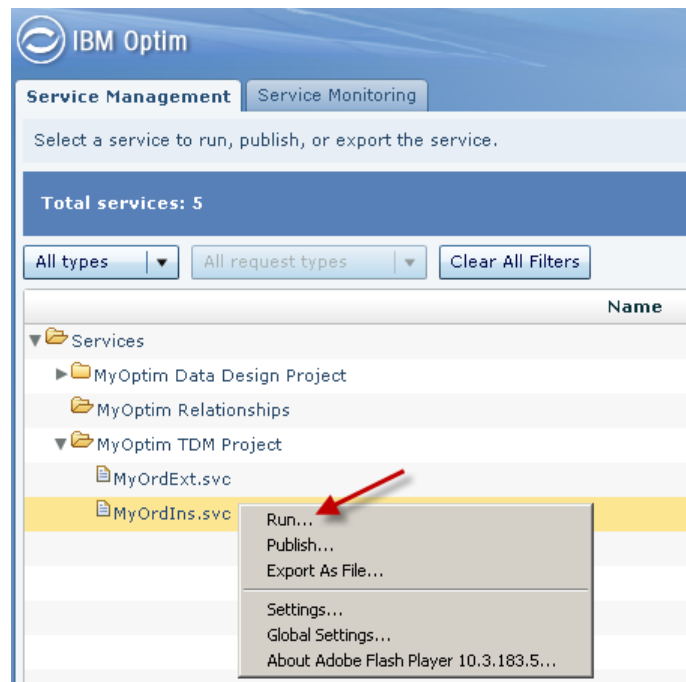 IBM Optim
Service Management Service Monitoring
Select a service to run, publish, or export the service.
Total services: 5
All types All request types Clear All Filters
Name
Services
MyOptim Data Design Project
MyOptim Relationships
MyOptim TDM Project
MyOrdExt.svc
MyOrdIns.svc
Run...
Publish...
Export As File...
Settings...
Global Settings...
About Adobe Flash Player 10.3.183.5...